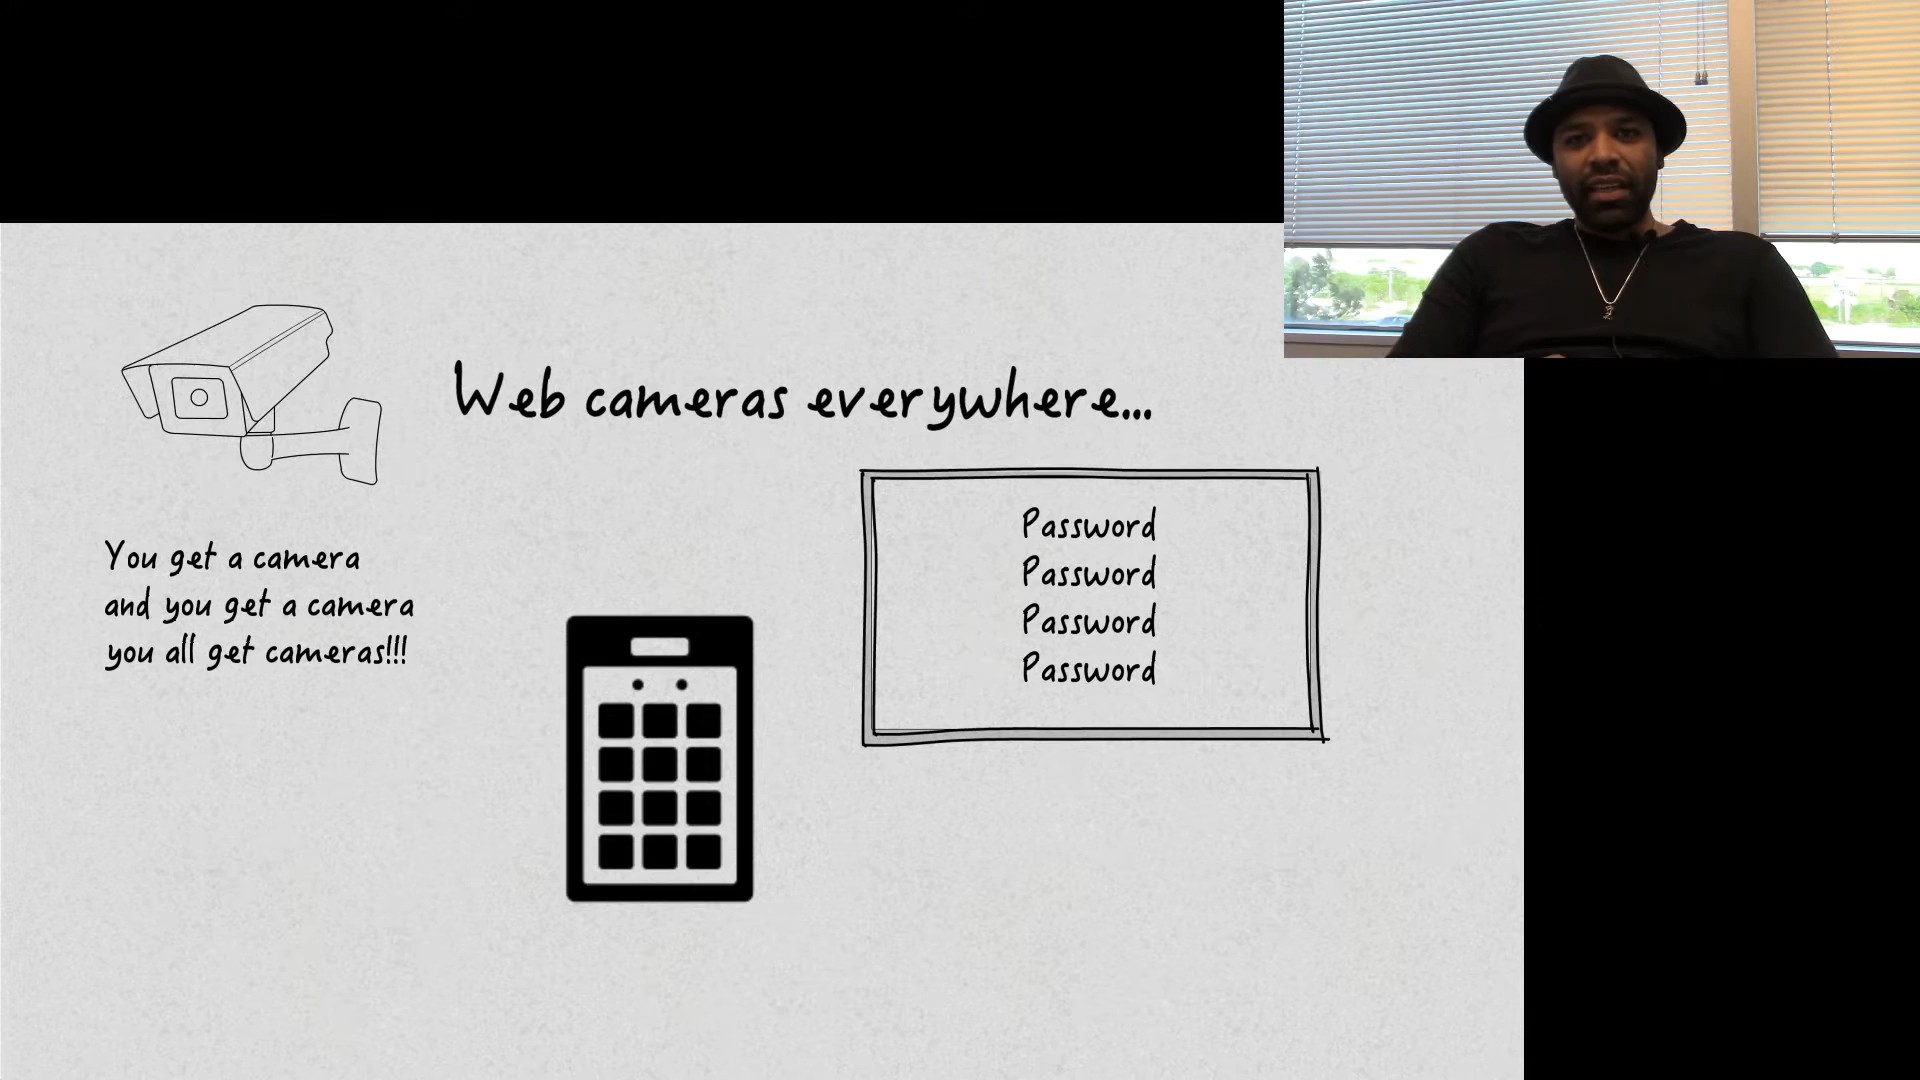 Web cameras everywhere...
You get a camera
and you get a camera
you all get cameras!!!
Password
Password
Password
Password